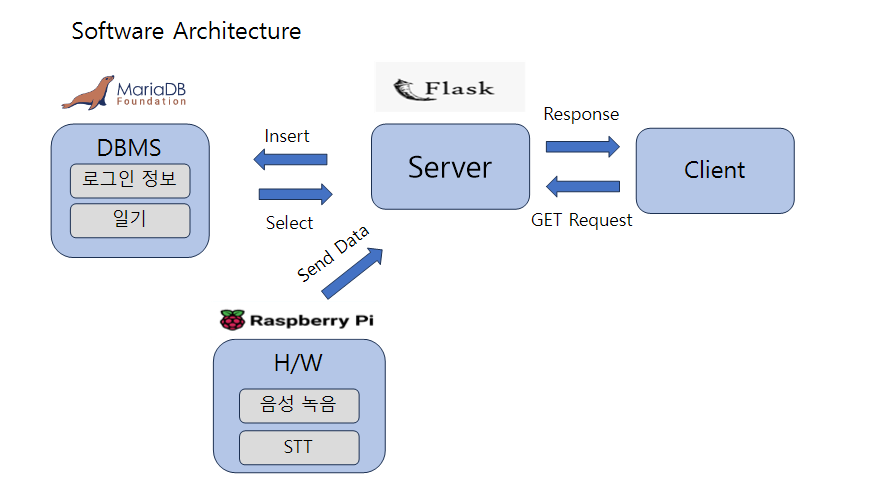 Software Architecture
MariaDB
Foundation
DBMS
로그인 정보
일기
Insert
Select
Flask
Server
Response
GET Request
Client
Send Data
Raspberry Pi
H/W
음성 녹음
STT